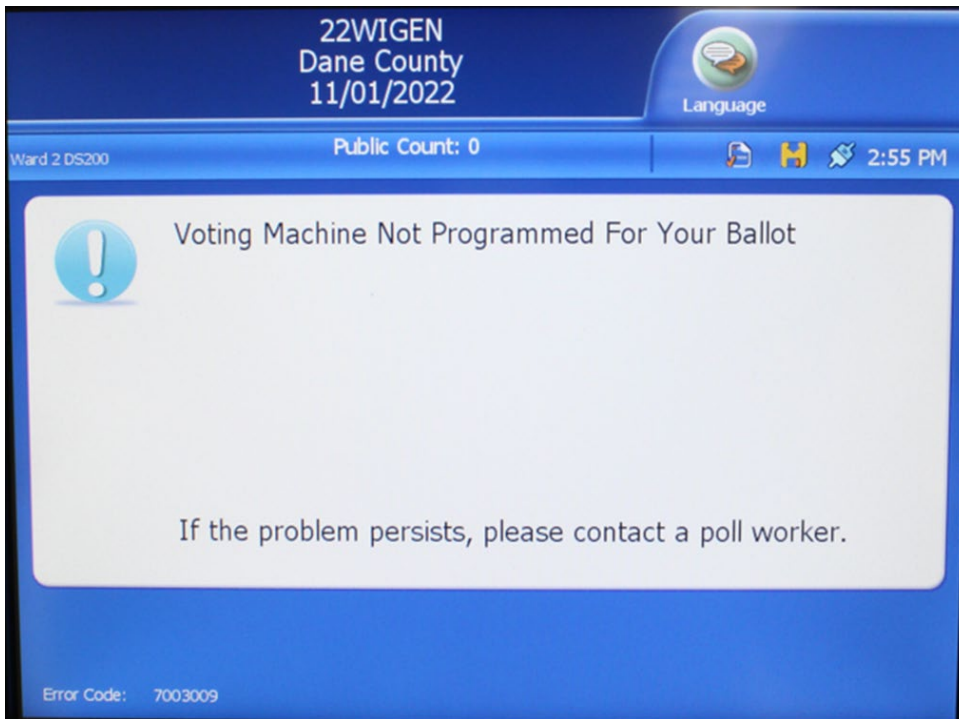 22WIGEN
Dane County
11/01/2022
Language
Ward 2 DS200
Public Count: 0
2:55 PM
Voting Machine Not Programmed For Your Ballot
If the problem persists, please contact a poll worker.
Error Code: 7003009